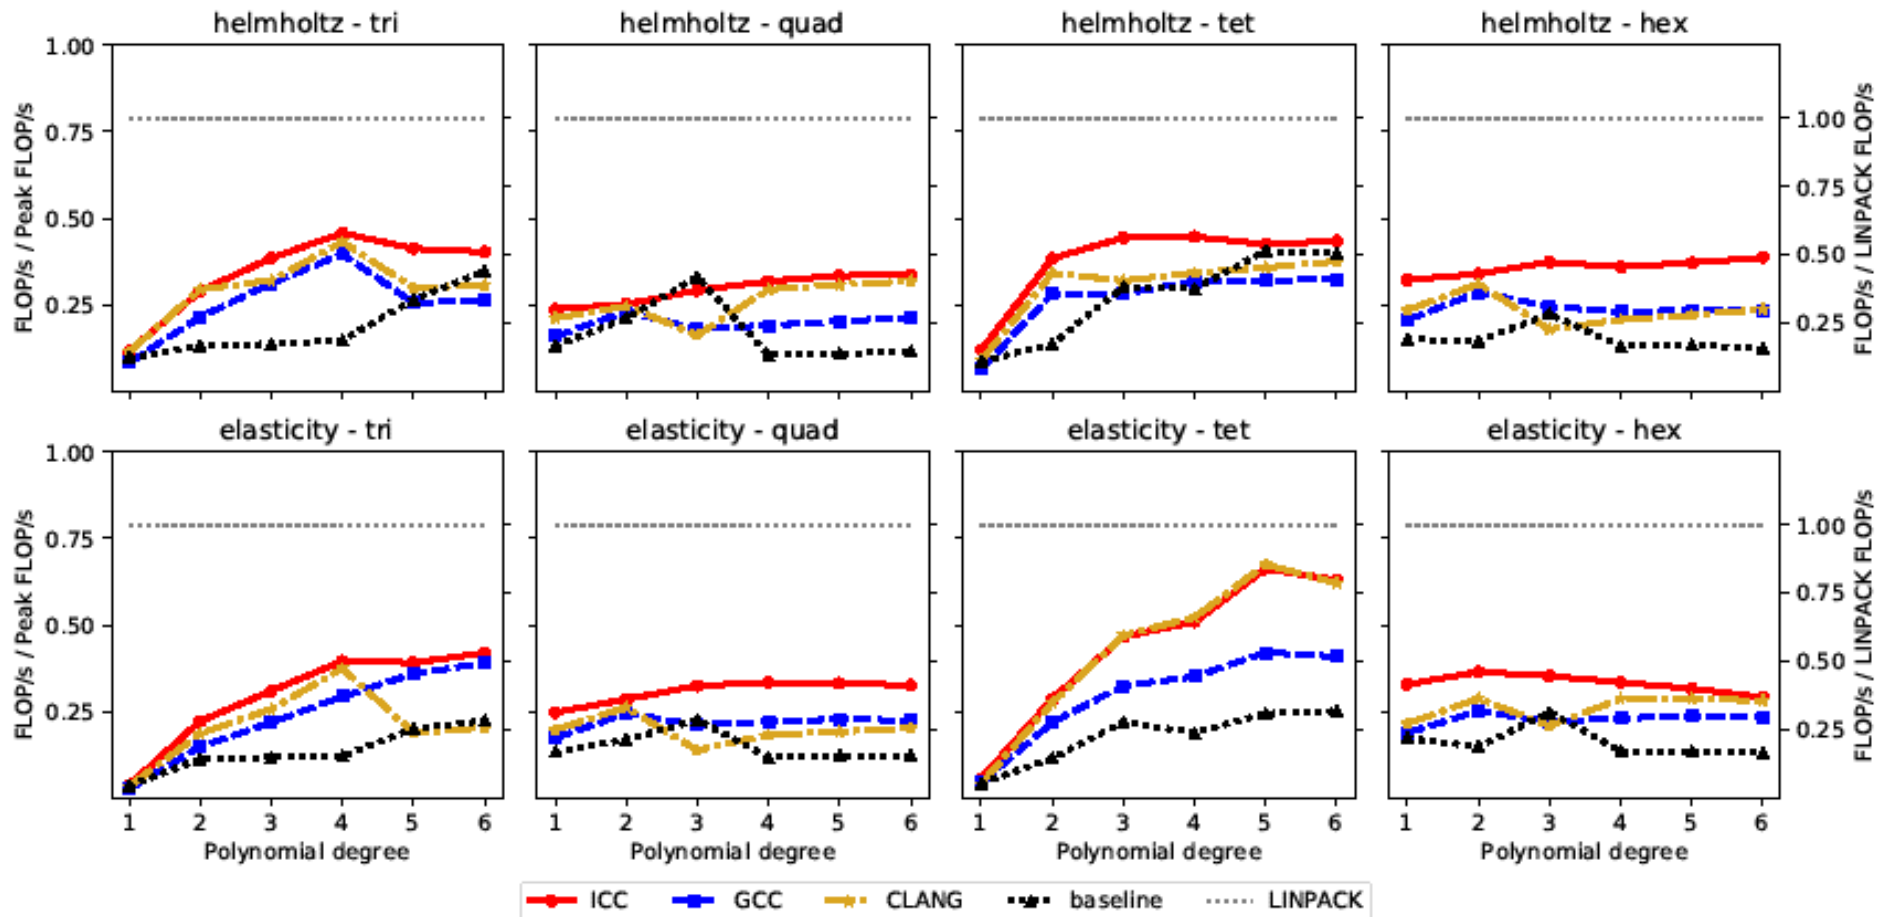 helmholtz - tri
helmholtz - quad
helmholtz - tet
helmholtz - hex
1.00
0.75
0.50
0.25
FLOP/s / Peak FLOP/s
1.00
0.75
0.50
0.25
FLOP/s / LINPACK FLOP/s
elasticity - tri
elasticity - quad
elasticity - tet
elasticity - hex
1.00
0.75
0.50
0.25
FLOP/s / Peak FLOP/s
1.00
0.75
0.50
0.25
FLOP/s / LINPACK FLOP/s
1 2 3 4 5 6
1 2 3 4 5 6
1 2 3 4 5 6
1 2 3 4 5 6
Polynomial degree
Polynomial degree
Polynomial degree
Polynomial degree
ICC GCC CLANG baseline LINPACK